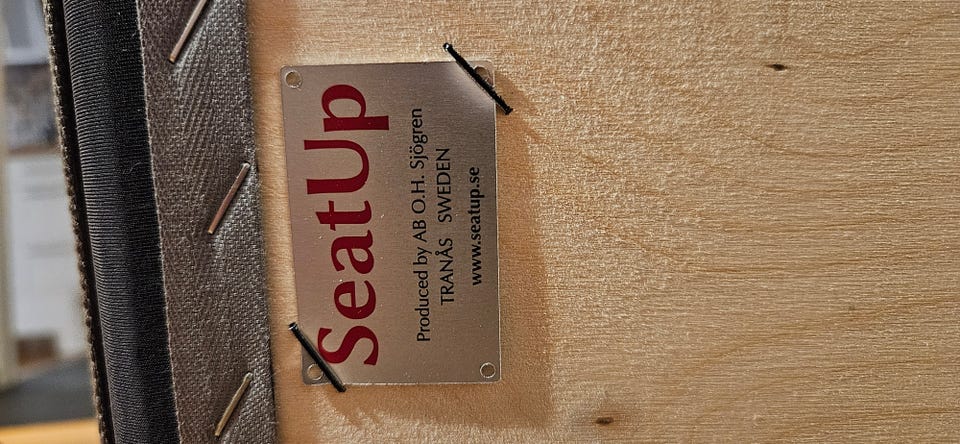 SeatUp
Produced by AB O.H. Sjögren
TRANÅS SWEDEN
www.seatup.se